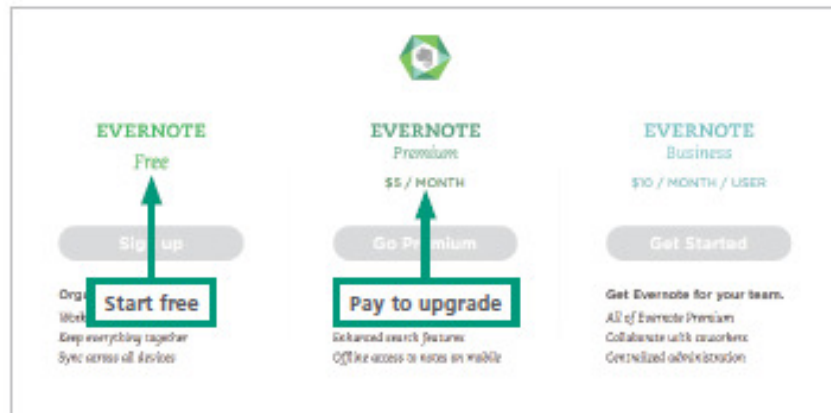 EVERNOTE
Free
Sign up
Start free
Keep everything together
Sync across all devices
EVERNOTE
Premium
$5 / MONTH
Go Premium
Pay to upgrade
Enhanced search features
Offline access to notes on mobile
EVERNOTE
Business
$10 / MONTH / USER
Get Started
Get Evernote for your team.
All of Evernote Premium
Collaborate with coworkers
Centralized administration